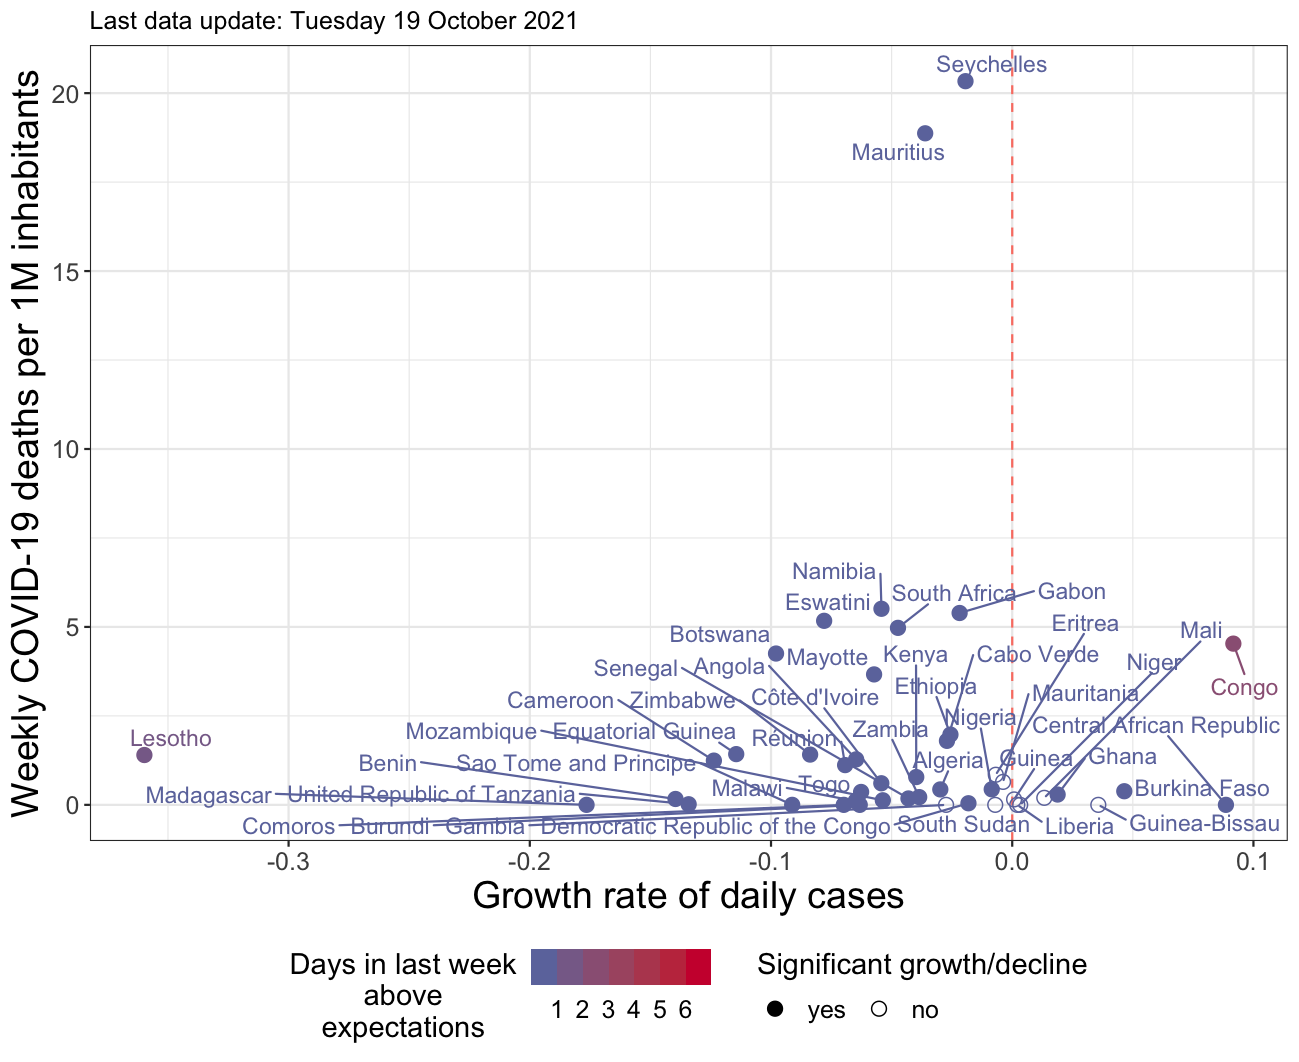 Last data update: Tuesday 19 October 2021
Weekly COVID-19 deaths per 1M inhabitants
20
15
10
5
0
Seychelles
Mauritius
Namibia
Eswatini
South Africa
Gabon
Eritrea
Botswana
Mali
Senegal
Angola
Mayotte
Kenya
Cabo Verde
Niger
Congo
Cameroon
Zimbabwe
Côte d'Ivoire
Ethiopia
Mauritania
Mozambique
Equatorial Guinea
Réunion
Zambia
Nigeria
Central African Republic
Lesotho
Benin
Sao Tome and Principe
Algeria
Guinea
Ghana
Madagascar
United Republic of Tanzania
Malawi
Togo
Burkina Faso
Comoros
Burundi
Gambia
Democratic Republic of the Congo
South Sudan
Liberia
Guinea-Bissau
-0.3
-0.2
-0.1
0.0
0.1
Growth rate of daily cases
Days in last week
above
expectations
1 2 3 4 5 6
Significant growth/decline
yes
no